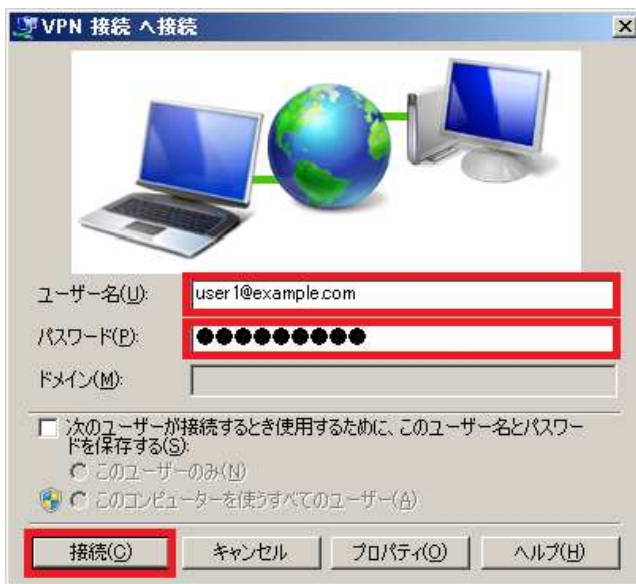 VPN 接続 へ接続
ユーザー名(U):
user1@example.com
パスワード(P):
●●●●●●●●●
ドメイン(M):
次のユーザーが接続するとき使用するために、このユーザー名とパスワー
ドを保存する(S):
このユーザーのみ(N)
このコンピューターを使うすべてのユーザー(A)
接続(C)
キャンセル
プロパティ(O)
ヘルプ(H)